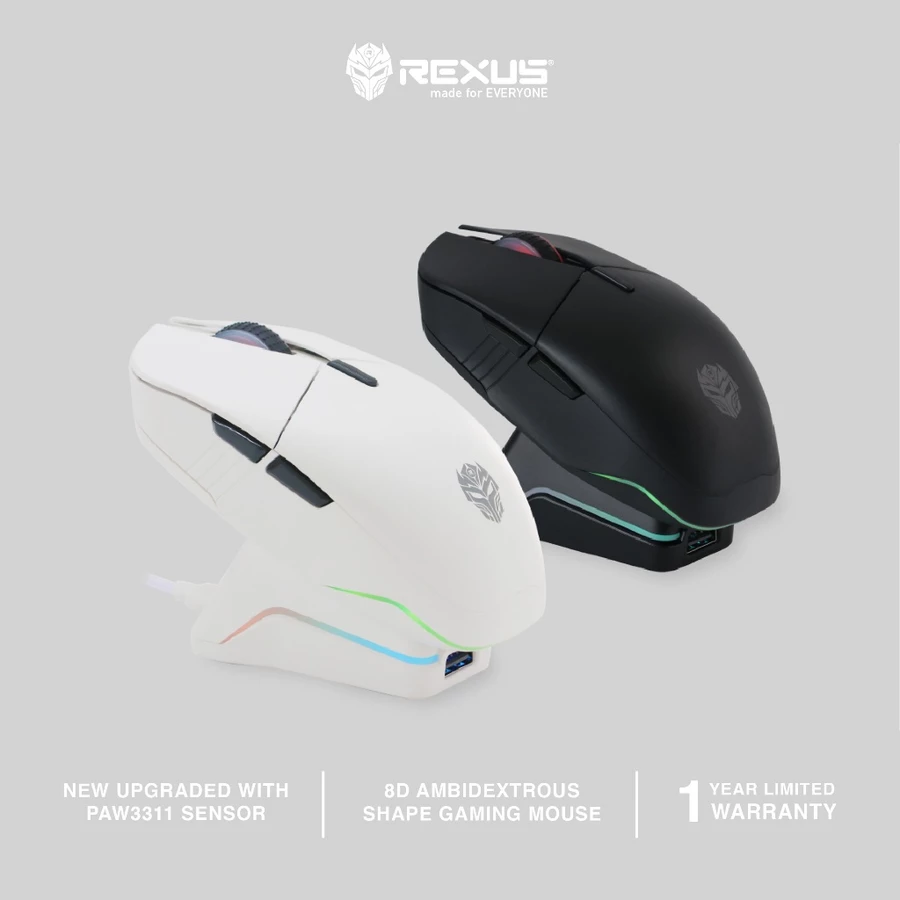 REXUS®
made for EVERYONE
NEW UPGRADED WITH
PAW3311 SENSOR
8D AMBIDEXTROUS
SHAPE GAMING MOUSE
1 YEAR LIMITED
WARRANTY